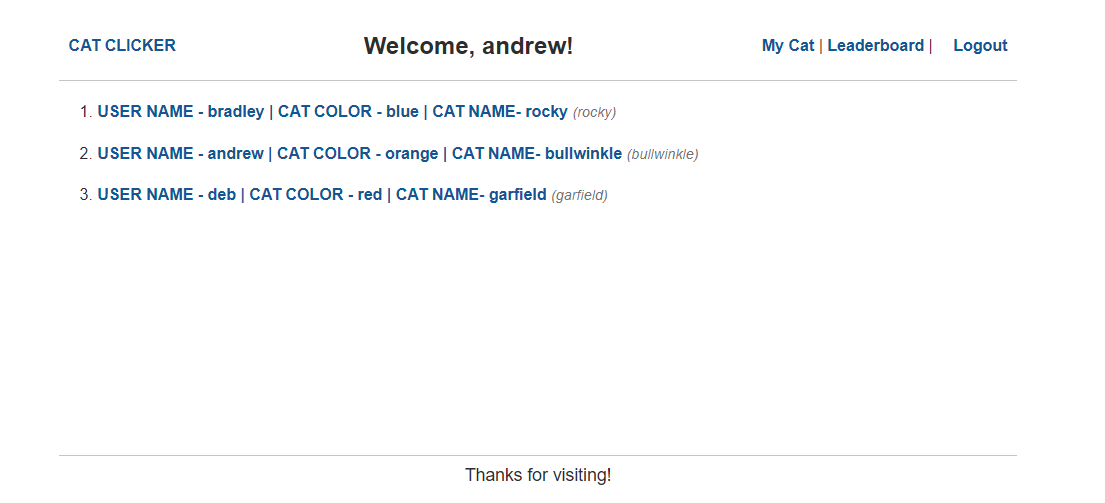 CAT CLICKER Welcome, andrew! My Cat | Leaderboard | Logout
1. USER NAME - bradley | CAT COLOR - blue | CAT NAME- rocky (rocky)
2. USER NAME - andrew | CAT COLOR - orange | CAT NAME- bullwinkle (bullwinkle)
3. USER NAME - deb | CAT COLOR - red | CAT NAME- garfield (garfield)
Thanks for visiting!